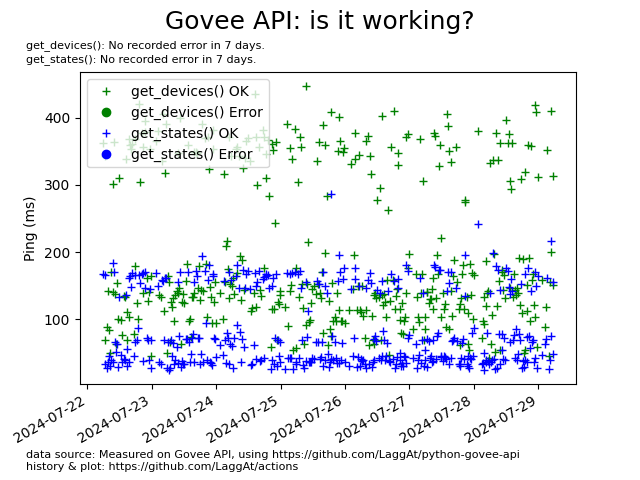 Govee API: is it working?
get_devices(): No recorded error in 7 days.
get_states(): No recorded error in 7 days.
get_devices() OK
get_devices() Error
get_states() OK
get_states() Error
400
300
200
100
Ping (ms)
2024-07-22
2024-07-23
2024-07-24
2024-07-25
2024-07-26
2024-07-27
2024-07-28
2024-07-29
data source: Measured on Govee API, using https://github.com/LaggAt/python-govee-api
history & plot: https://github.com/LaggAt/actions